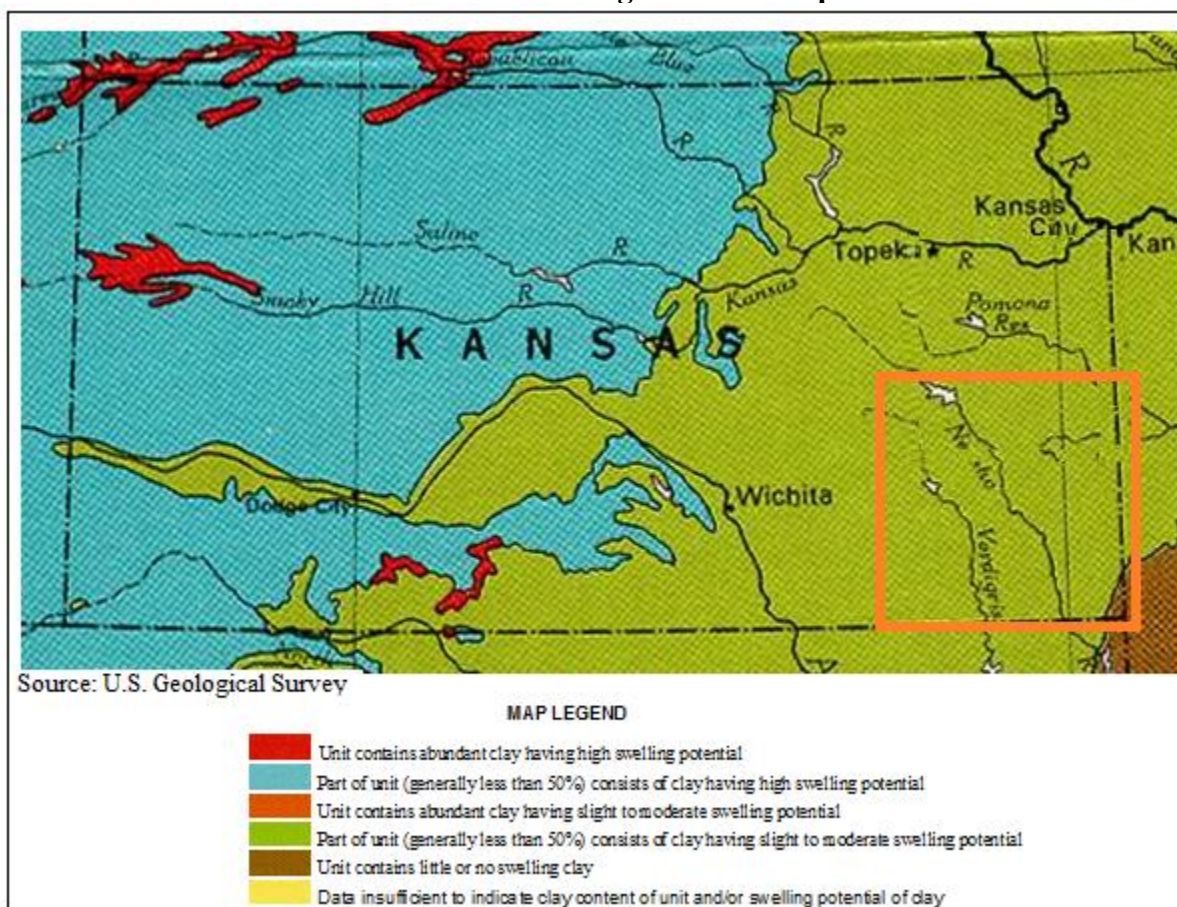 Republican
Blue
R
R
R
Kansas
City
Kan
Topeka
R
Saline
R
Smoky Hill R
Kansas
Pomona
Res
KANSAS
Neosho
Dodge City
Wichita
Verdigris
North
Source: U.S. Geological Survey
MAP LEGEND
Unit contains abundant clay having high swelling potential
Part of unit (generally less than 50%) consists of clay having high swelling potential
Unit contains abundant clay having slight to moderate swelling potential
Part of unit (generally less than 50%) consists of clay having slight to moderate swelling potential
Unit contains little or no swelling clay
Data insufficient to indicate clay content of unit and/or swelling potential of clay